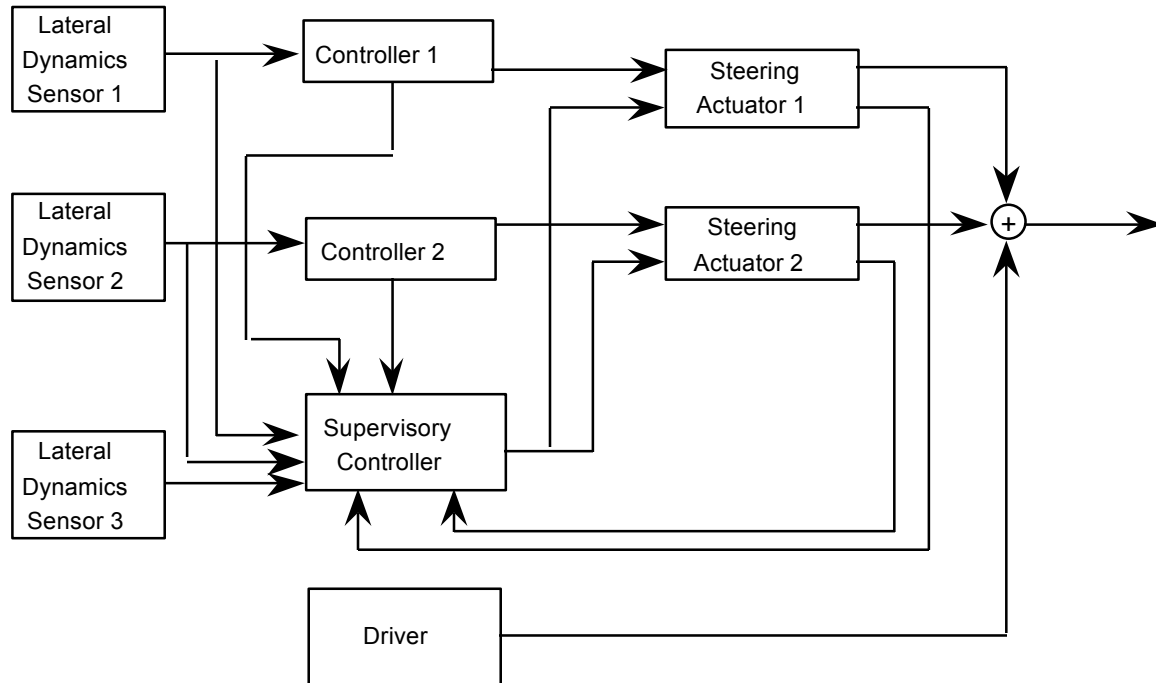 Lateral
Dynamics
Sensor 1
Controller 1
Steering
Actuator 1
Lateral
Dynamics
Sensor 2
Controller 2
Steering
Actuator 2
+
Lateral
Dynamics
Sensor 3
Supervisory
Controller
Driver